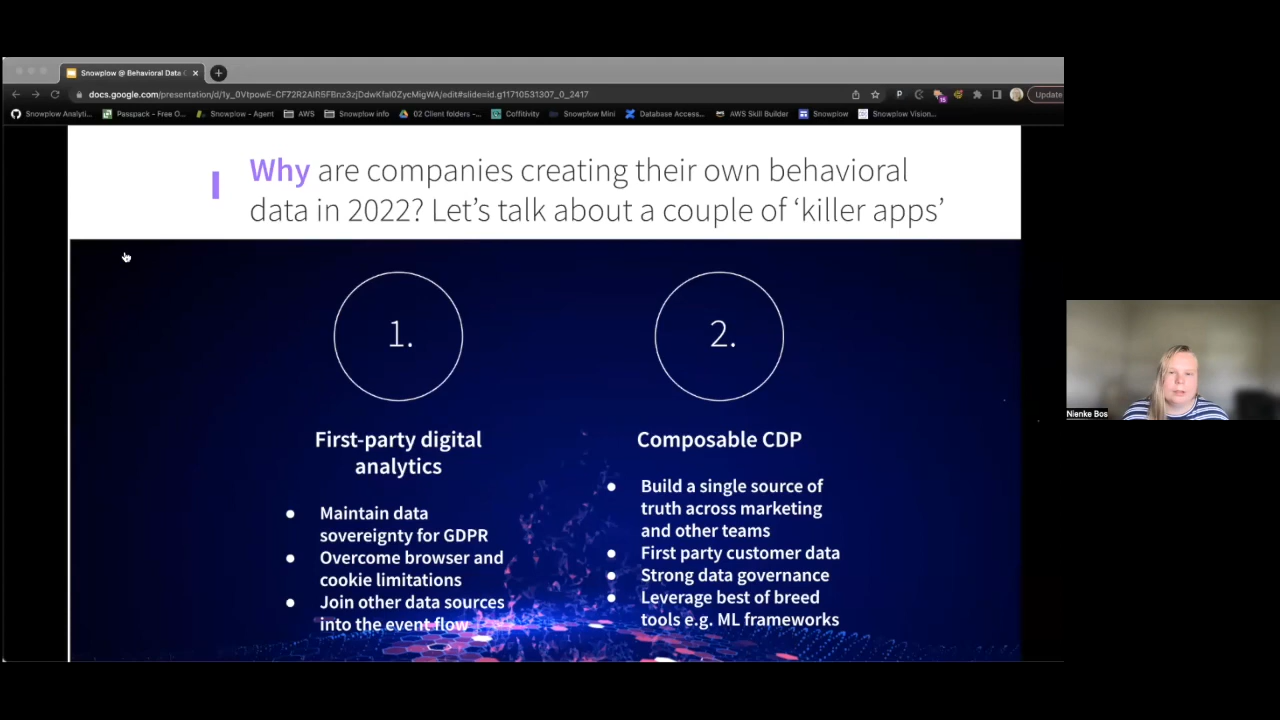 Snowplow @ Behavioral Data
docs.google.com/presentation/d/1y_0VtpowE-CF72R2AIR5FBnz3zjDdwKfaI0ZycMigWA/edit#slide=id.g11710531307_0_2417
15
Update
Snowplow Analyti...
Passpack - Free O...
Snowplow - Agent
AWS
Snowplow info
02 Client folders -...
Coffitivity
Snowplow Mini
Database Access...
AWS Skill Builder
Snowplow
Snowplow Vision...
Why are companies creating their own behavioral
data in 2022? Let’s talk about a couple of ‘killer apps’
1.
First-party digital
analytics
● Maintain data
sovereignty for GDPR
● Overcome browser and
cookie limitations
● Join other data sources
into the event flow
2.
Composable CDP
● Build a single source of
truth across marketing
and other teams
● First party customer data
● Strong data governance
● Leverage best of breed
tools e.g. ML frameworks
Nienke Bos